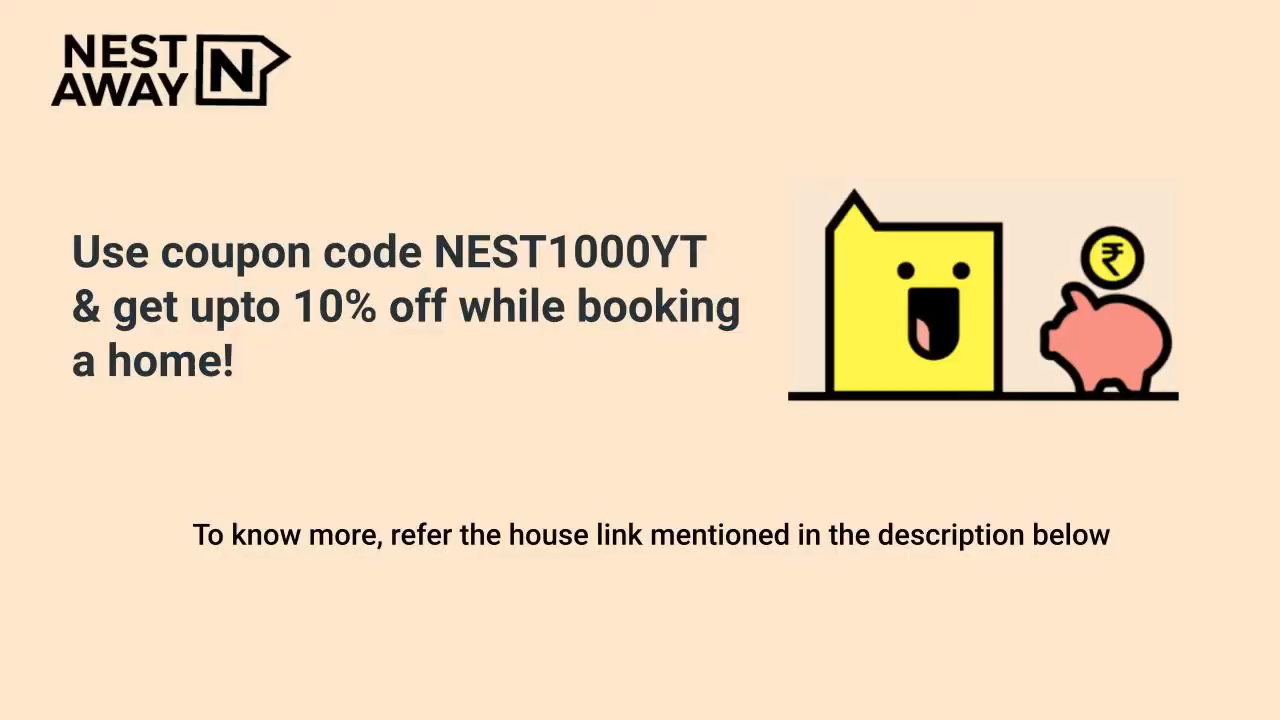 NEST
AWAY N
Use coupon code NEST1000YT
& get upto 10% off while booking
a home!
₹
To know more, refer the house link mentioned in the description below